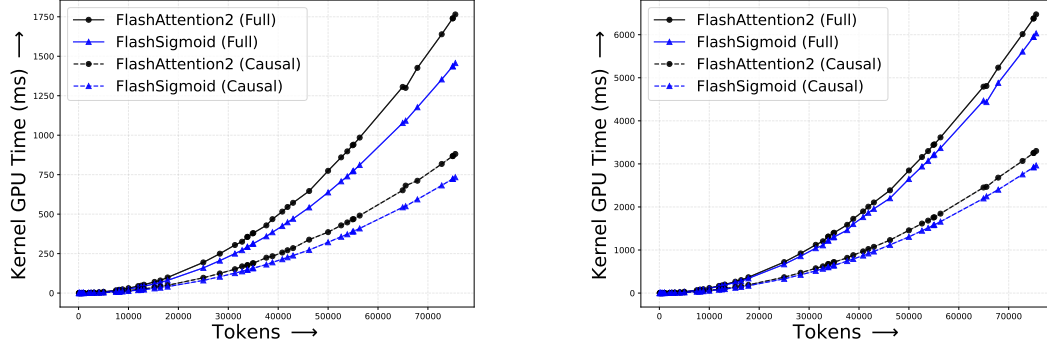 FlashAttention2 (Full)
FlashSigmoid (Full)
FlashAttention2 (Causal)
FlashSigmoid (Causal)
Kernel GPU Time (ms) ⟶
1750
1500
1250
1000
750
500
250
0
0 10000 20000 30000 40000 50000 60000 70000
Tokens ⟶
FlashAttention2 (Full)
FlashSigmoid (Full)
FlashAttention2 (Causal)
FlashSigmoid (Causal)
Kernel GPU Time (ms) ⟶
6000
5000
4000
3000
2000
1000
0
0 10000 20000 30000 40000 50000 60000 70000
Tokens ⟶